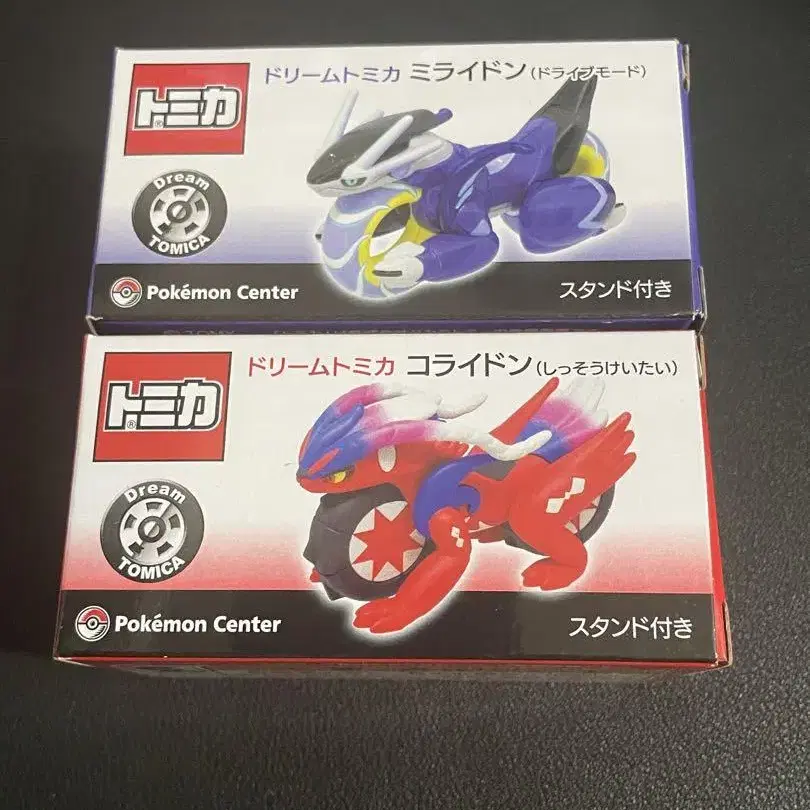 トミカ
ドリームトミカ ミライドン(ドライブモード)
Dream
TOMICA
Pokémon Center
スタンド付き
トミカ
ドリームトミカ コライドン(しっそうけいたい)
Dream
TOMICA
Pokémon Center
スタンド付き